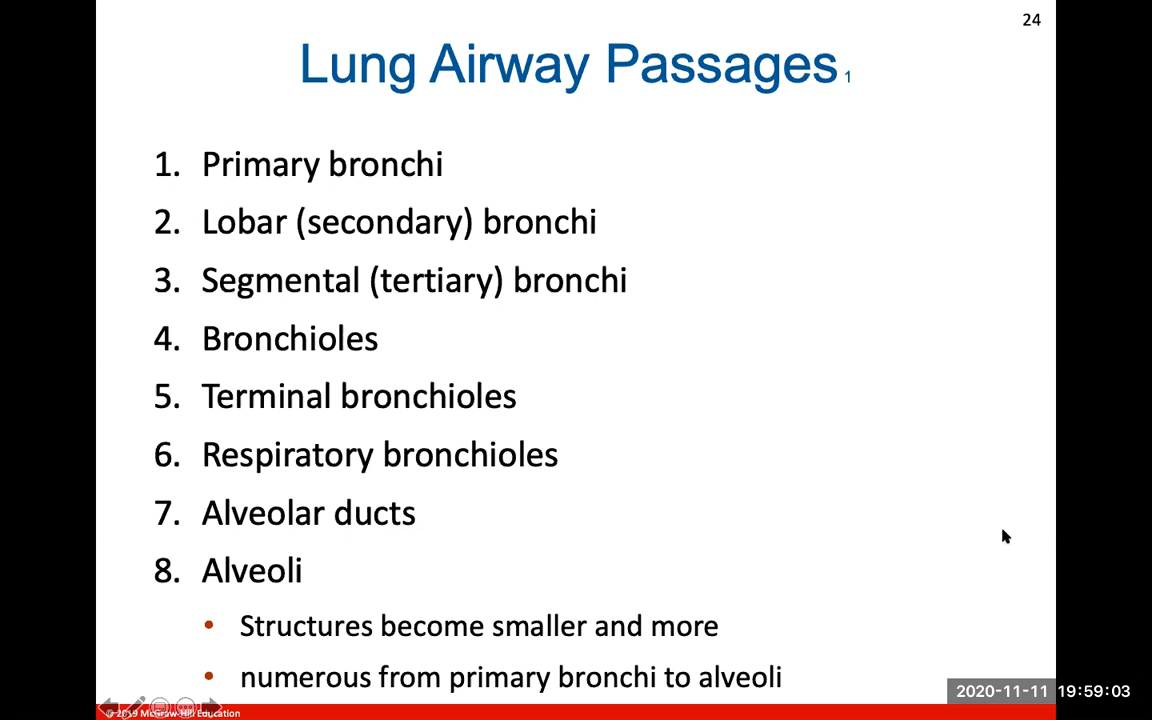 24
Lung Airway Passages 1
1. Primary bronchi
2. Lobar (secondary) bronchi
3. Segmental (tertiary) bronchi
4. Bronchioles
5. Terminal bronchioles
6. Respiratory bronchioles
7. Alveolar ducts
8. Alveoli
• Structures become smaller and more
• numerous from primary bronchi to alveoli
2020-11-11 19:59:03
© 2019 McGraw-Hill Education